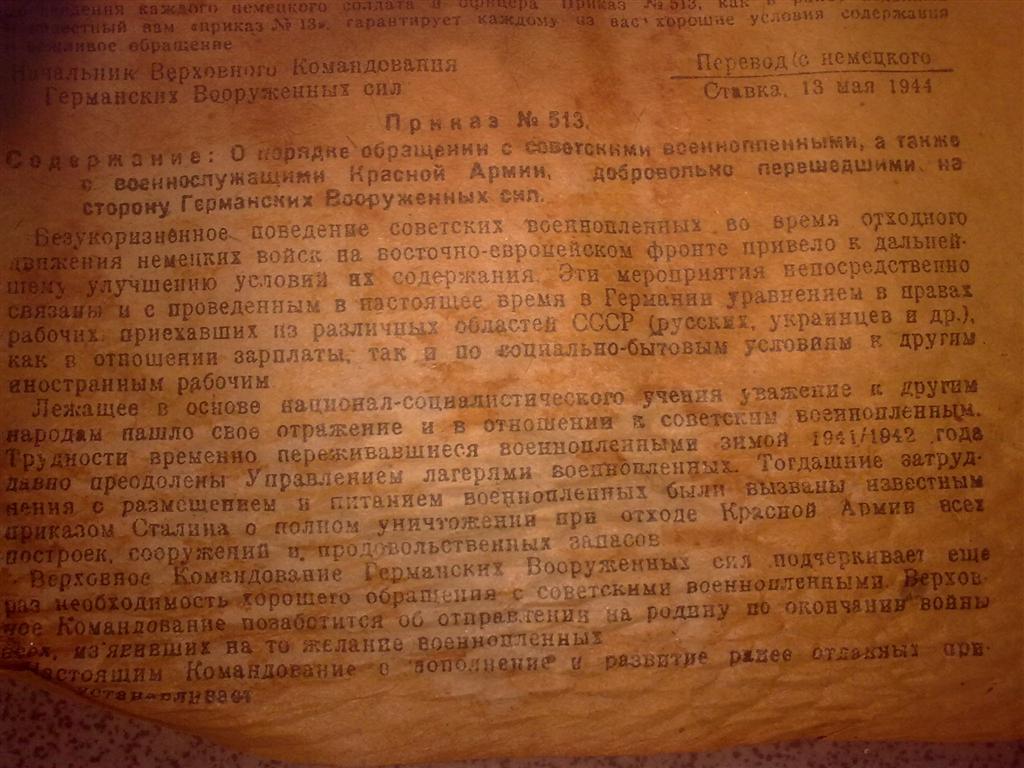 каждого немецкого солдата и офицера Приказ № 513, как и
вам «приказ № 13», гарантирует каждому из вас хорошие условия содержания
обращение
Начальник Верховного Командования
Германских Вооруженных сил
Перевод (с немецкого
Ставка, 13 мая 1944
Приказ № 513.
Содержание: О порядке обращении с советскими военнопленными, а также
с военнослужащими Красной Армии, добровольно перешедшими на
сторону Германских Вооруженных сил.
Безукоризненное поведение советских военнопленных во время отходного
движения немецких войск на восточно-европейском фронте привело к дальней-
шему улучшению условий их содержания. Эти мероприятия непосредственно
связаны и с проведенным в настоящее время в Германии уравнением в правах
рабочих, приехавших из различных областей СССР (русских, украинцев и др.),
как в отношении зарплаты, так и по социально-бытовым условиям к другим
иностранным рабочим
Лежащее в основе национал-социалистического учения уважение к другим
народам нашло свое отражение и в отношении к советским военнопленным.
Трудности временно переживавшиеся военнопленными зимой 1941/1942 года
давно преодолены Управлением лагерями военнопленных. Тогдашние затруд-
нения с размещением и питанием военнопленных были вызваны известным
приказом Сталина о полном уничтожении при отходе Красной Армии всех
построек, сооружений и продовольственных запасов
Верховное Командование Германских Вооруженных сил подчеркивает еще
раз необходимость хорошего обращения с советскими военнопленными. Верхов-
ное Командование позаботится об отправлении на родину по окончании войны
всех, из'явивших на то желание военнопленных
Настоящим Командование в дополнение и развитие ранее отданных при-
устанавливает